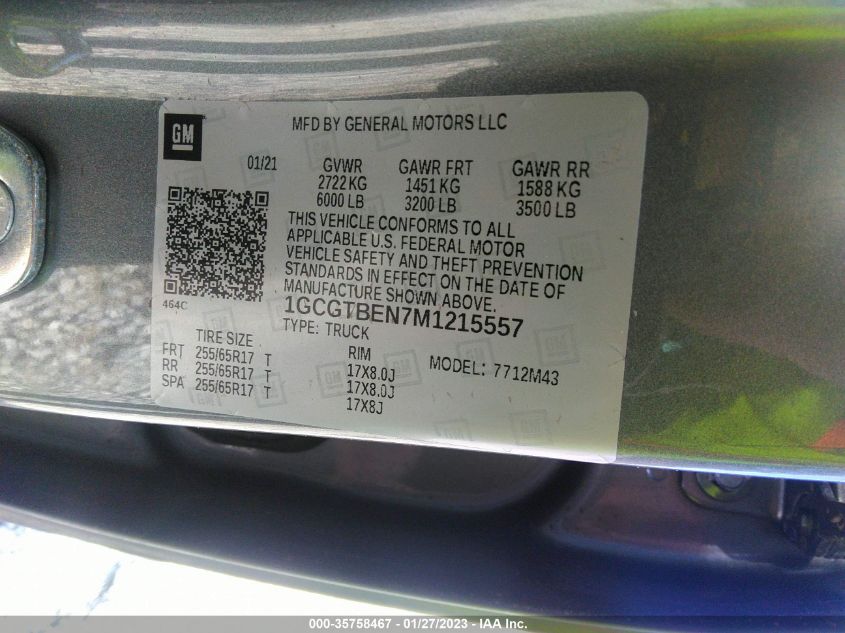 GM
MFD BY GENERAL MOTORS LLC
01/21 GVWR GAWR FRT GAWR RR
2722 KG 1451 KG 1588 KG
6000 LB 3200 LB 3500 LB
THIS VEHICLE CONFORMS TO ALL
APPLICABLE U.S. FEDERAL MOTOR
VEHICLE SAFETY AND THEFT PREVENTION
STANDARDS IN EFFECT ON THE DATE OF
MANUFACTURE SHOWN ABOVE.
464C
1GCGTBEN7M1215557
TYPE: TRUCK
TIRE SIZE RIM MODEL: 7712M43
FRT 255/65R17 T 17X8.0J
RR 255/65R17 T 17X8.0J
SPA 255/65R17 T 17X8J
000-35758467 - 01/27/2023 - IAA Inc.